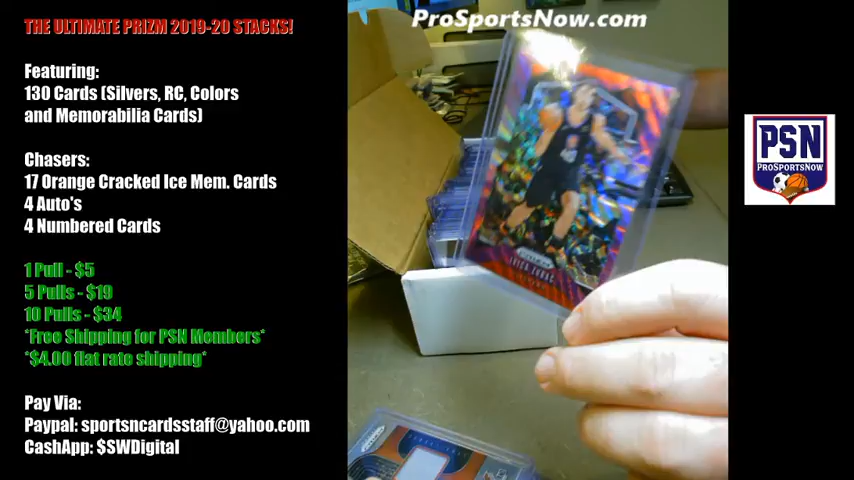 THE ULTIMATE PRIZM 2019-20 STACKS!
ProSportsNow.com
Featuring:
130 Cards (Silvers, RC, Colors
and Memorabilia Cards)
Chasers:
17 Orange Cracked Ice Mem. Cards
4 Auto's
4 Numbered Cards
1 Pull - $5
5 Pulls - $19
10 Pulls - $34
*Free Shipping for PSN Members*
*$4.00 flat rate shipping*
Pay Via:
Paypal: sportsncardsstaff@yahoo.com
CashApp: $SWDigital
PSN
PROSPORTSNOW
PRIZM
IVICA ZUBAC